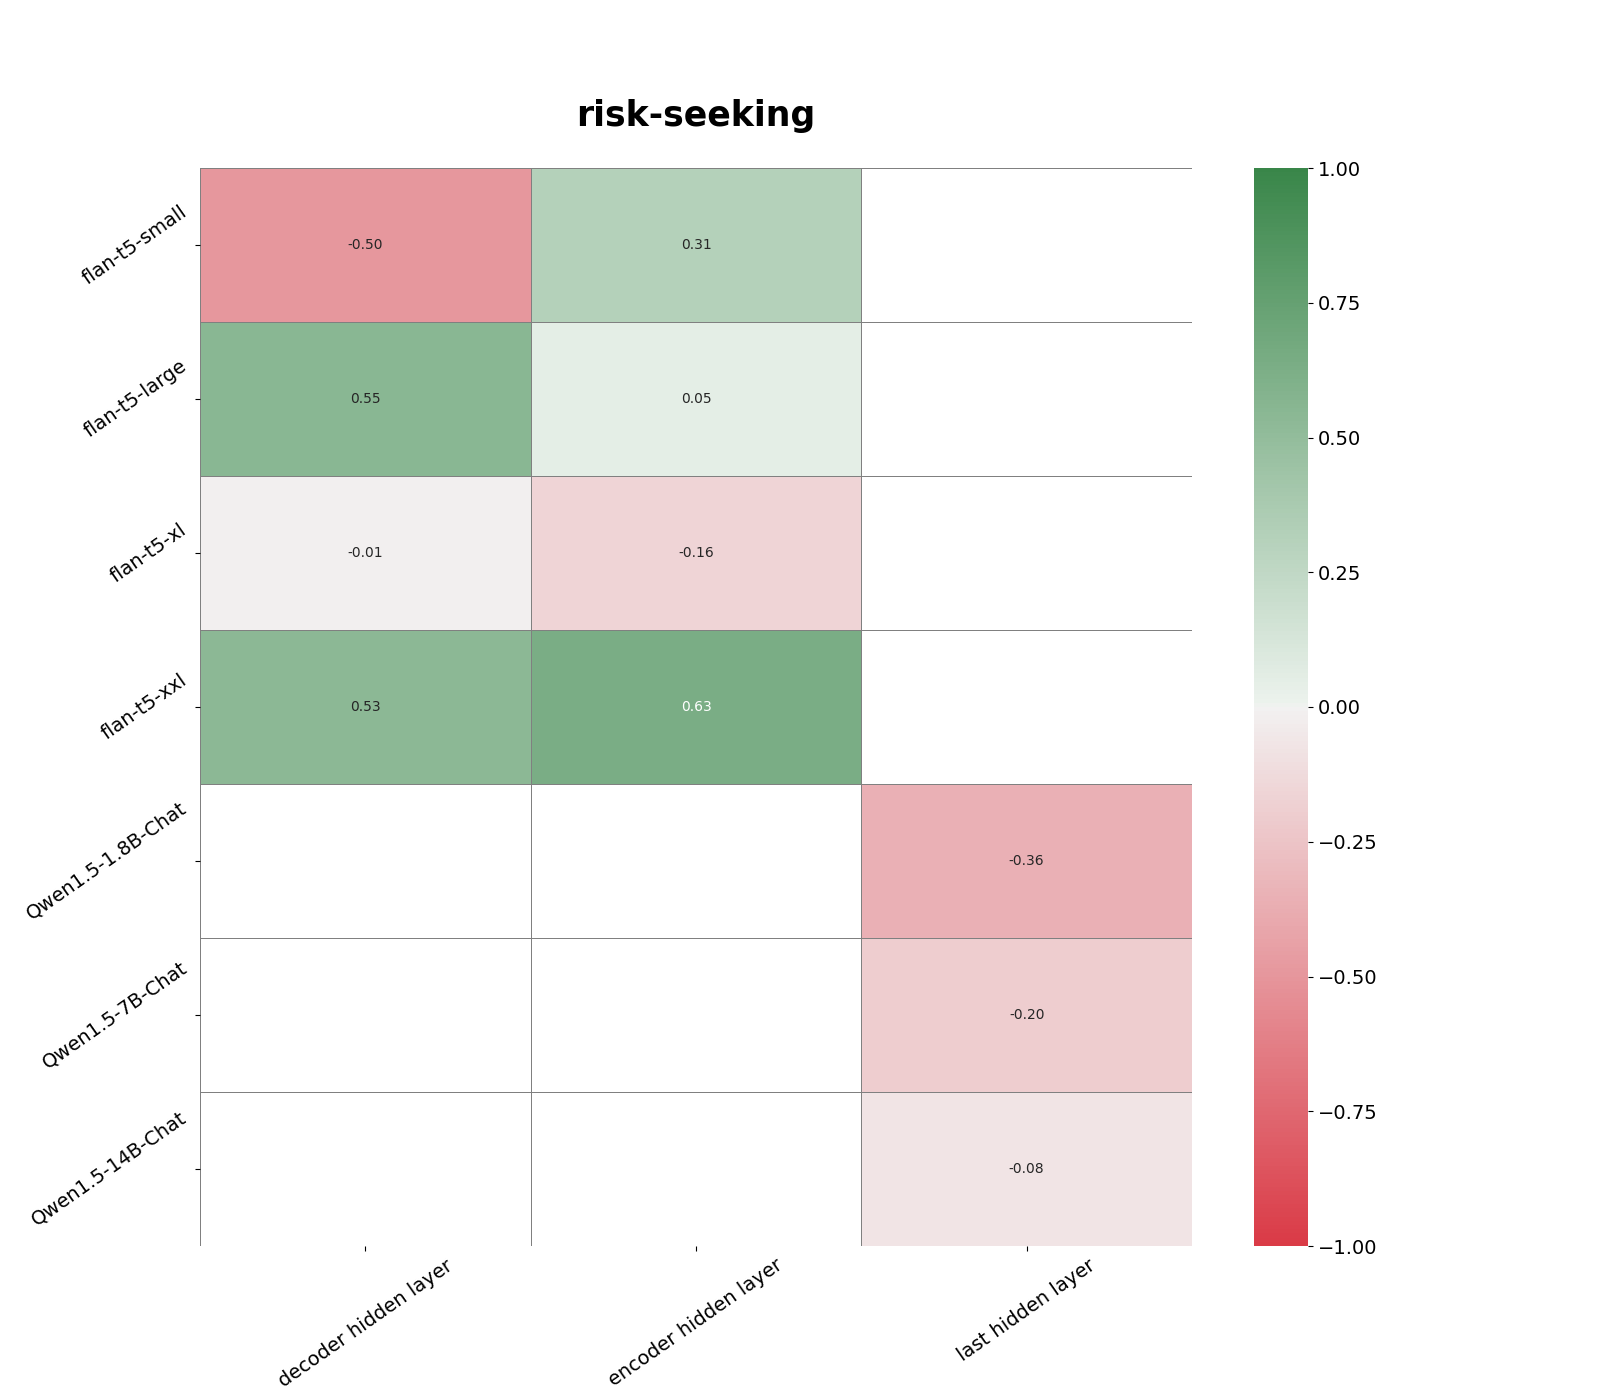 risk-seeking
flan-t5-small
-0.50
0.31
flan-t5-large
0.55
0.05
flan-t5-xl
-0.01
-0.16
flan-t5-xxl
0.53
0.63
Qwen1.5-1.8B-Chat
-0.36
Qwen1.5-7B-Chat
-0.20
Qwen1.5-14B-Chat
-0.08
decoder hidden layer
encoder hidden layer
last hidden layer
1.00
0.75
0.50
0.25
0.00
−0.25
−0.50
−0.75
−1.00